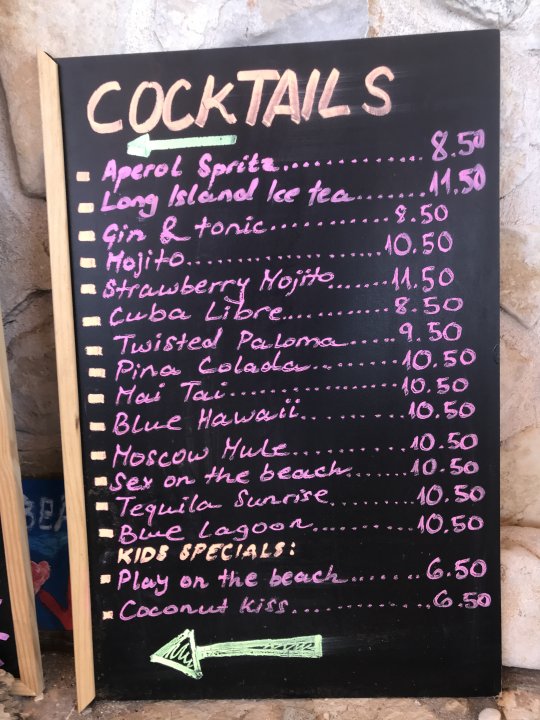 COCKTAILS
Aperol Spritz.............. 8.50
Long Island Ice tea....... 11.50
Gin & tonic............ 8.50
Mojito....................10.50
Strawberry Mojito....... 11.50
Cuba Libre............ 8.50
Twisted Paloma..... 9.50
Pina Colada.........10.50
Mai Tai.................10.50
Blue Hawaii..........10.50
Moscow Mule..........10.50
Sex on the beach.......10.50
Tequila Sunrise.........10.50
Blue Lagoon..........10.50
KIDS SPECIALS:
Play on the beach....... 6.50
Coconut Kiss............ 6.50
BEA